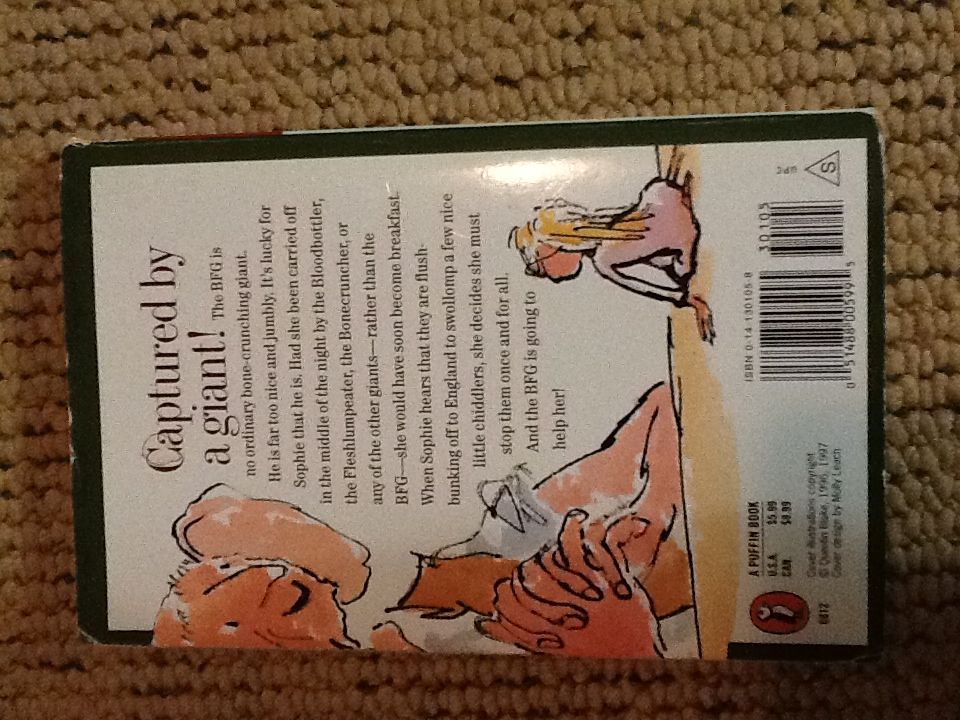 Captured by
a giant! The BFG is
no ordinary bone-crunching giant.
He is far too nice and jumbly. It's lucky for
Sophie that he is. Had she been carried off
in the middle of the night by the Bloodbottler,
the Fleshlumpeater, the Bonecruncher, or
any of the other giants—rather than the
BFG—she would have soon become breakfast.
When Sophie hears that they are flush-
bunking off to England to swollomp a few nice
little chiddlers, she decides she must
stop them once and for all.
And the BFG is going to
help her!
A PUFFIN BOOK
U.S.A. $5.99
CAN. $8.99
Cover illustrations copyright
© Quentin Blake, 1996, 1997
Cover design by Molly Leach
ISBN 0-14-130105-8
30105
0 51488 00599 5
S